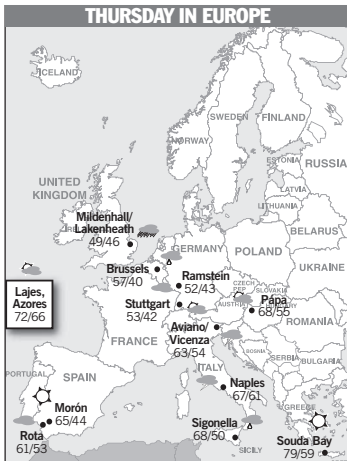 THURSDAY IN EUROPE
ICELAND
SWEDEN
FINLAND
NORWAY
ESTONIA
RUSSIA
LATVIA
LITHUANIA
UNITED
KINGDOM
Mildenhall/
Lakenheath
49/46
BELARUS
GERMANY
POLAND
UKRAINE
Brussels
57/40
Ramstein
52/43
Lajes,
Azores
72/66
CZECH
REP.
SLOVAKIA
Stuttgart
53/42
AUSTRIA
Pápa
68/55
Aviano/
Vicenza
63/54
ROMANIA
FRANCE
BOSNIA
SERBIA
BULGARIA
ITALY
PORTUGAL
SPAIN
Naples
67/61
Morón
65/44
GREECE
Rota
61/53
Sigonella
68/50
SICILY
Souda Bay
79/59